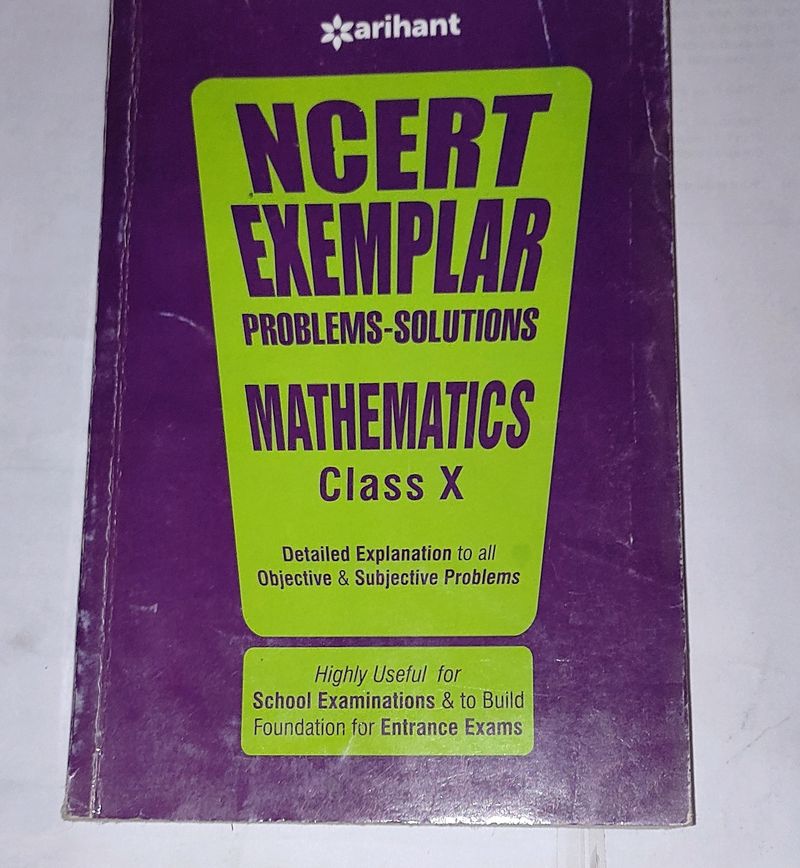 arihant
NCERT
EXEMPLAR
PROBLEMS-SOLUTIONS
MATHEMATICS
Class X
Detailed Explanation to all
Objective & Subjective Problems
Highly Useful for
School Examinations & to Build
Foundation for Entrance Exams